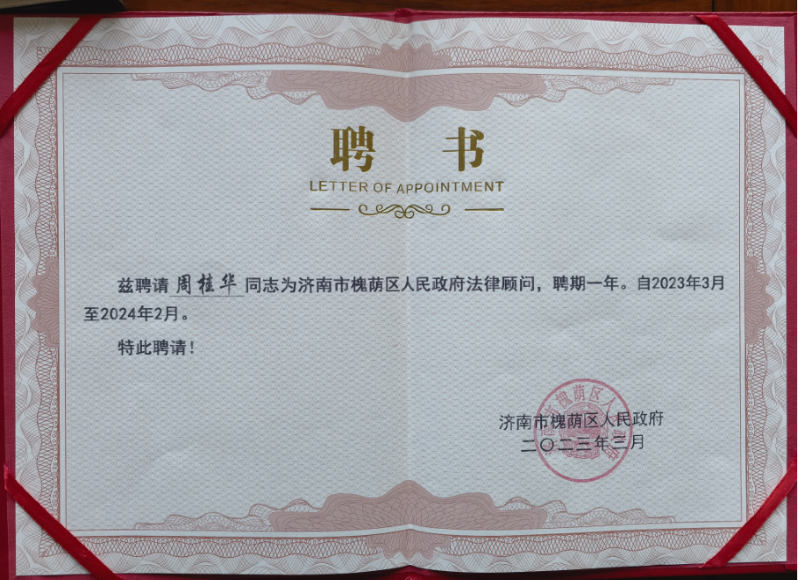 聘 书
LETTER OF APPOINTMENT
兹聘请周桂华同志为济南市槐荫区人民政府法律顾问，聘期一年。自2023年3月
至2024年2月。
特此聘请！
济南市槐荫区人民政府
二〇二三年三月